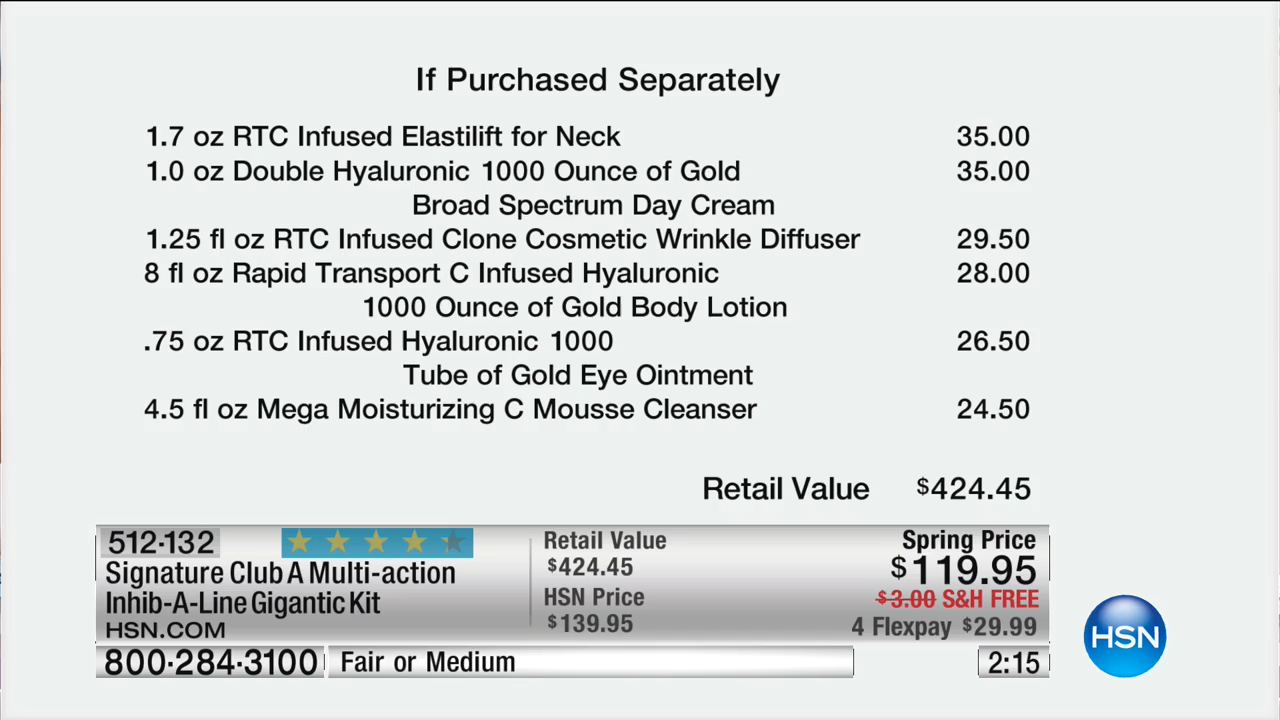 If Purchased Separately
1.7 oz RTC Infused Elastilift for Neck 35.00
1.0 oz Double Hyaluronic 1000 Ounce of Gold 35.00
Broad Spectrum Day Cream
1.25 fl oz RTC Infused Clone Cosmetic Wrinkle Diffuser 29.50
8 fl oz Rapid Transport C Infused Hyaluronic 28.00
1000 Ounce of Gold Body Lotion
.75 oz RTC Infused Hyaluronic 1000 26.50
Tube of Gold Eye Ointment
4.5 fl oz Mega Moisturizing C Mousse Cleanser 24.50
Retail Value $424.45
512·132
Signature Club A Multi-action
Inhib-A-Line Gigantic Kit
HSN.COM
Retail Value
$424.45
HSN Price
$139.95
Spring Price
$119.95
$3.00 S&H FREE
4 Flexpay $29.99
HSN
800·284·3100 Fair or Medium 2:15